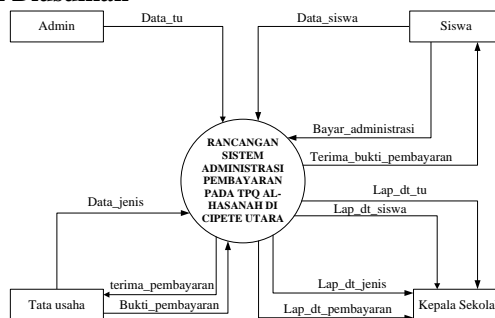 Admin
Data_tu
Data_siswa
Siswa
Bayar_administrasi
Terima_bukti_pembayaran
RANCANGAN
SISTEM
ADMINISTRASI
PEMBAYARAN
PADA TPQ AL-
HASANAH DI
CIPETE UTARA
Lap_dt_tu
Lap_dt_siswa
Data_jenis
terima_pembayaran
Bukti_pembayaran
Lap_dt_jenis
Lap_dt_pembayaran
Tata usaha
Kepala Sekola